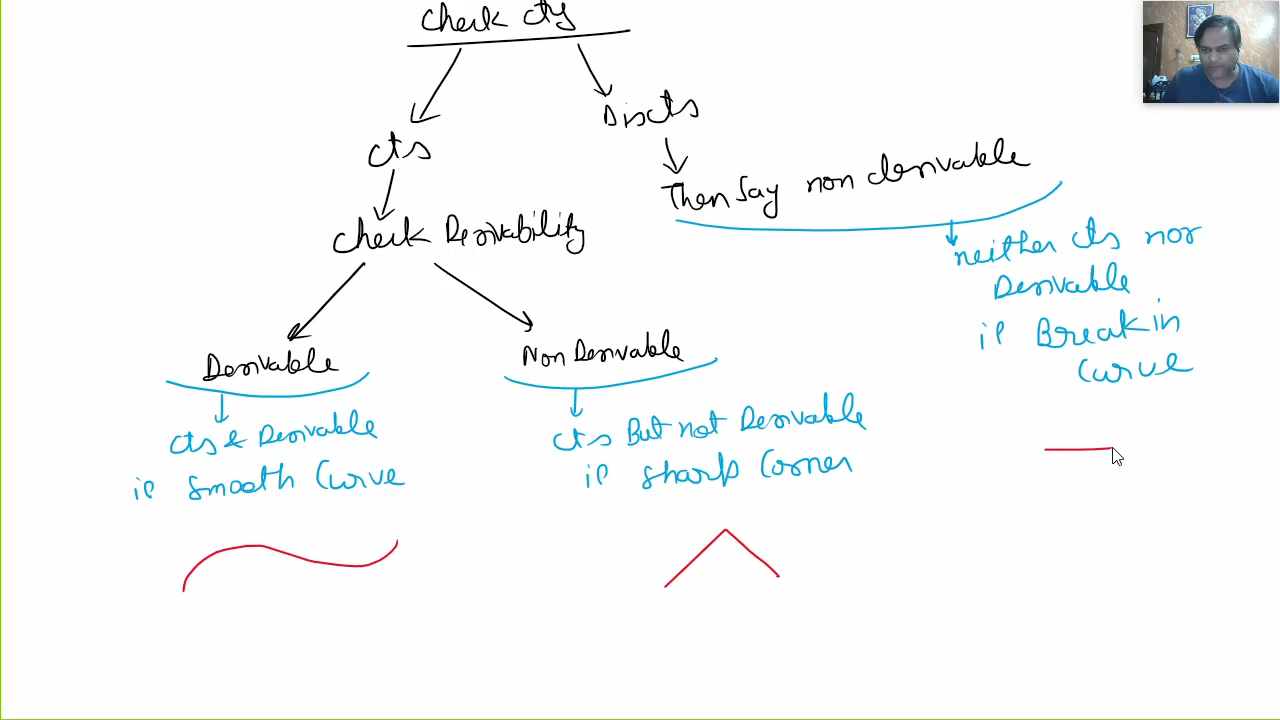 Check cty
Discts
cts
Then Say non derivable
Check Derivability
neither cts nor
Derivable
ie Break in
Curve
Derivable
Non Derivable
cts & Derivable
ie Smooth Curve
cts But not Derivable
ie Sharp Corner